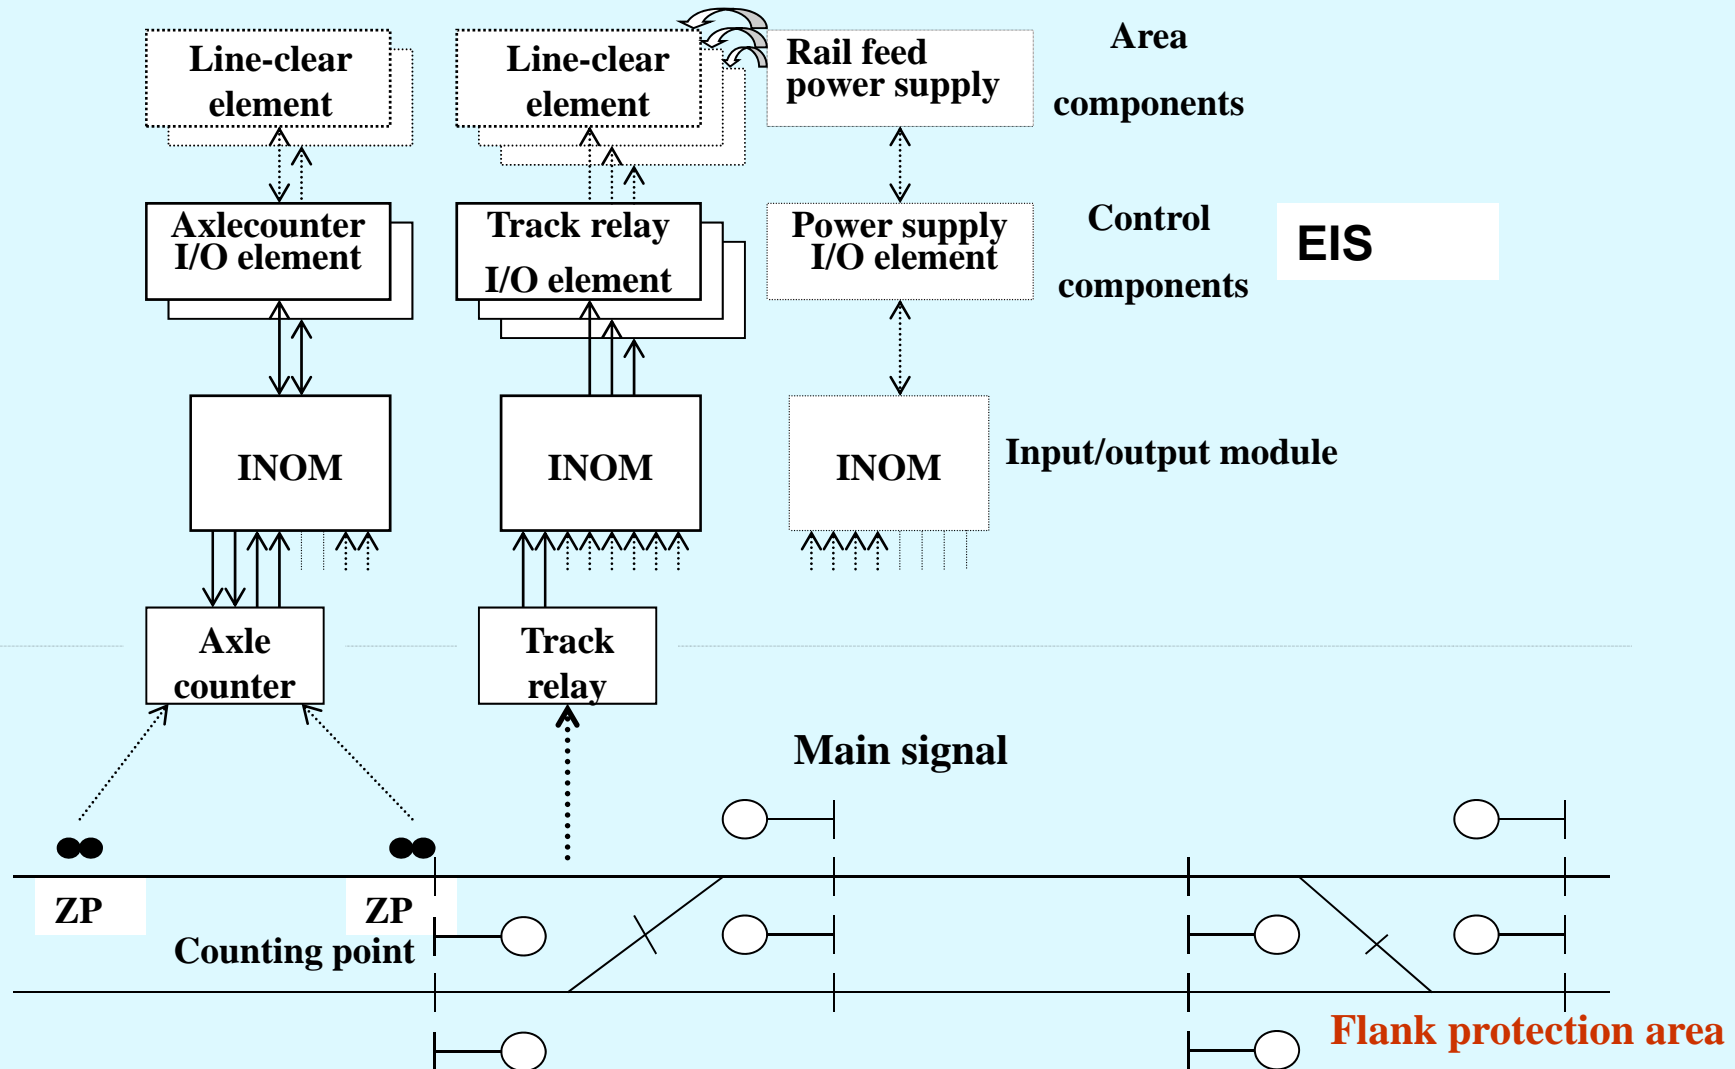 Line-clear
element
Line-clear
element
Rail feed
power supply
Area
components
Axlecounter
I/O element
Track relay
I/O element
Power supply
I/O element
Control
components
EIS
INOM
INOM
INOM
Input/output module
Axle
counter
Track
relay
Main signal
ZP
ZP
Counting point
Flank protection area